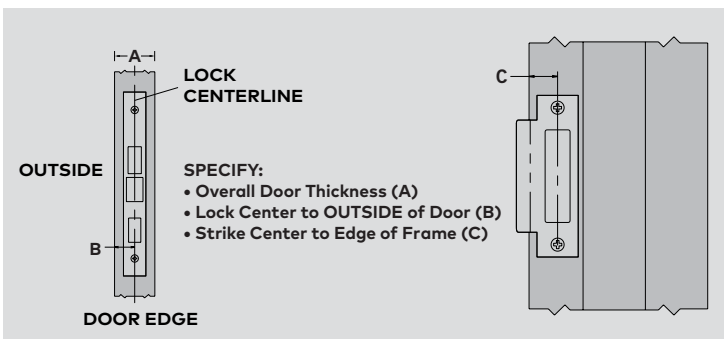 A
LOCK
CENTERLINE
C
OUTSIDE
SPECIFY:
• Overall Door Thickness (A)
• Lock Center to OUTSIDE of Door (B)
• Strike Center to Edge of Frame (C)
B
DOOR EDGE